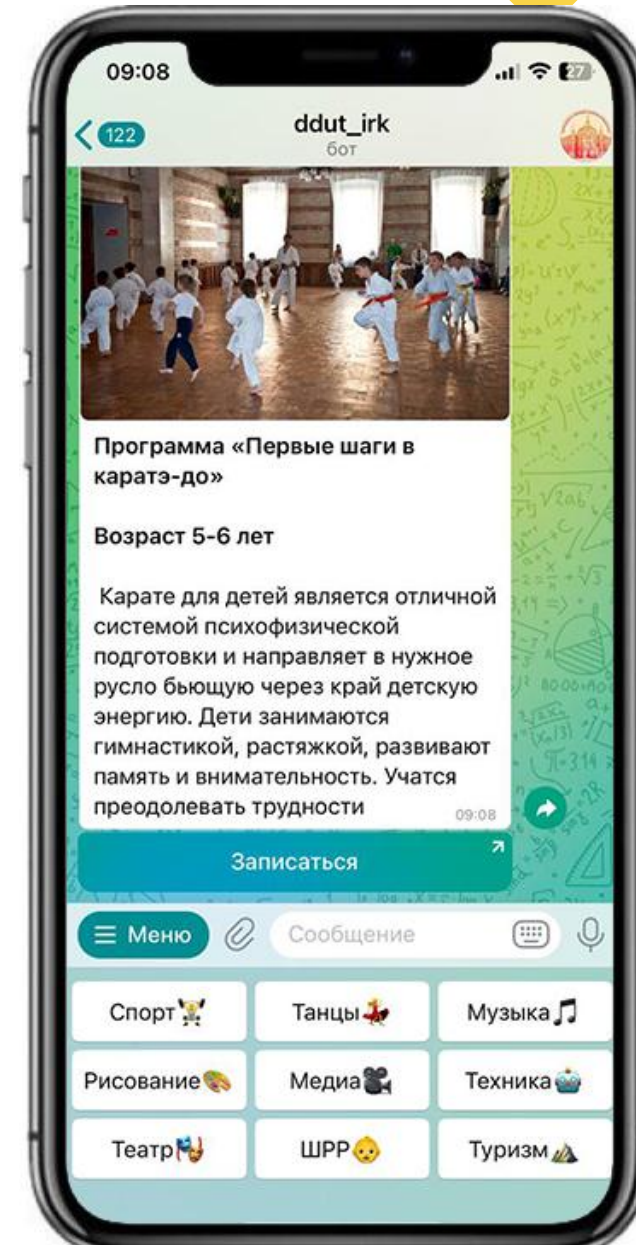 09:08
27
122
ddut_irk
бот
Программа «Первые шаги в
каратэ-до»
Возраст 5-6 лет
Карате для детей является отличной
системой психофизической
подготовки и направляет в нужное
русло бьющую через край детскую
энергию. Дети занимаются
гимнастикой, растяжкой, развивают
память и внимательность. Учатся
преодолевать трудности
09:08
Записаться
Меню
Сообщение
Спорт🏋️
Танцы💃
Музыка🎵
Рисование🎨
Медиа🎥
Техника🤖
Театр🎭
ШРР👶
Туризм⛰️